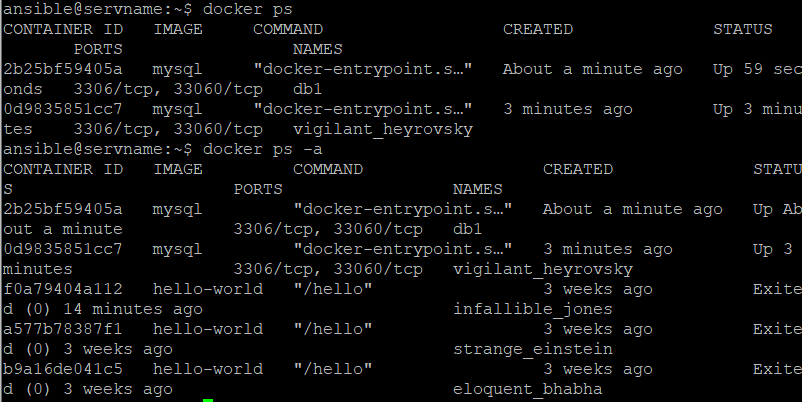 ansible@servname:~$ docker ps
CONTAINER ID   IMAGE     COMMAND                  CREATED              STATUS
       PORTS                 NAMES
2b25bf59405a   mysql     "docker-entrypoint.s…"   About a minute ago   Up 59 sec
onds   3306/tcp, 33060/tcp   db1
0d9835851cc7   mysql     "docker-entrypoint.s…"   3 minutes ago        Up 3 minu
tes    3306/tcp, 33060/tcp   vigilant_heyrovsky
ansible@servname:~$ docker ps -a
CONTAINER ID   IMAGE         COMMAND                  CREATED              STATU
S                      PORTS                 NAMES
2b25bf59405a   mysql         "docker-entrypoint.s…"   About a minute ago   Up Ab
out a minute           3306/tcp, 33060/tcp   db1
0d9835851cc7   mysql         "docker-entrypoint.s…"   3 minutes ago        Up 3 
minutes                3306/tcp, 33060/tcp   vigilant_heyrovsky
f0a79404a112   hello-world   "/hello"                 3 weeks ago          Exite
d (0) 14 minutes ago                         infallible_jones
a577b78387f1   hello-world   "/hello"                 3 weeks ago          Exite
d (0) 3 weeks ago                            strange_einstein
b9a16de041c5   hello-world   "/hello"                 3 weeks ago          Exite
d (0) 3 weeks ago                            eloquent_bhabha